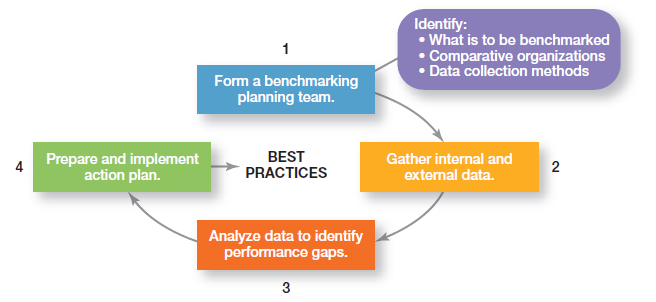 Identify:
• What is to be benchmarked
• Comparative organizations
• Data collection methods
1
Form a benchmarking
planning team.
4
Prepare and implement
action plan.
BEST
PRACTICES
Gather internal and
external data.
2
Analyze data to identify
performance gaps.
3